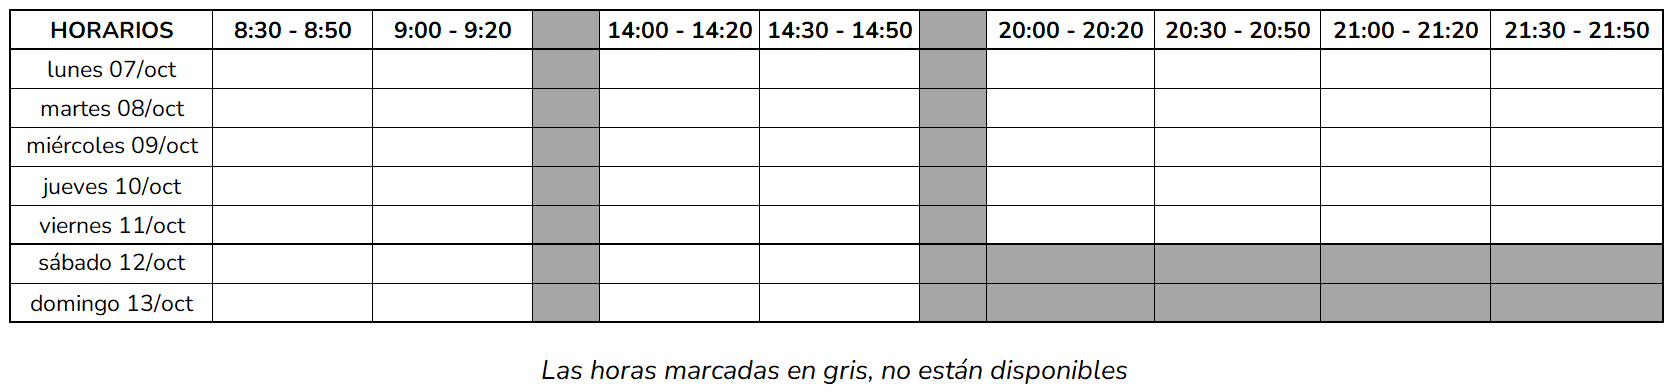 HORARIOS 8:30 - 8:50 9:00 - 9:20 14:00 - 14:20 14:30 - 14:50 20:00 - 20:20 20:30 - 20:50 21:00 - 21:20 21:30 - 21:50
lunes 07/oct
martes 08/oct
miércoles 09/oct
jueves 10/oct
viernes 11/oct
sábado 12/oct
domingo 13/oct
Las horas marcadas en gris, no están disponibles